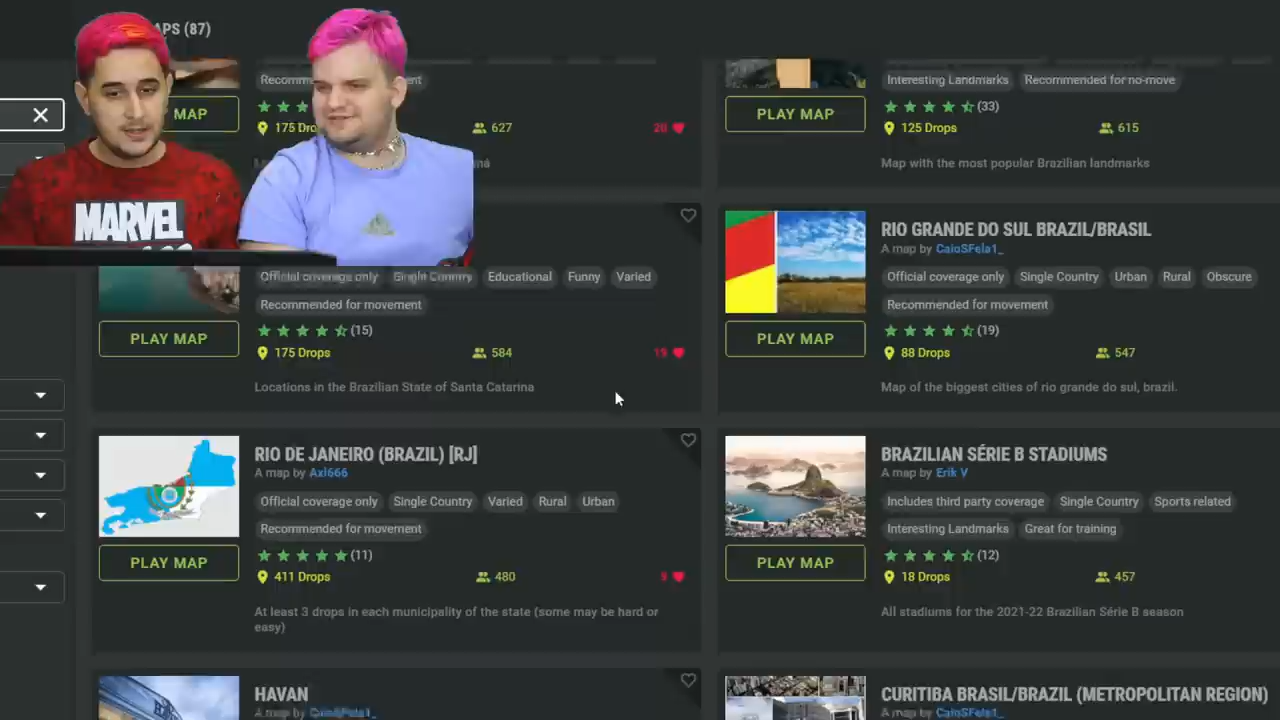 APS (87)
Recomm
nt
MAP
175 Dro
627
20
ná
Interesting Landmarks
Recommended for no-move
PLAY MAP
(33)
125 Drops
615
Map with the most popular Brazilian landmarks
MARVEL
Official coverage only
Single Country
Educational
Funny
Varied
Recommended for movement
PLAY MAP
(15)
175 Drops
584
19
Locations in the Brazilian State of Santa Catarina
RIO GRANDE DO SUL BRAZIL/BRASIL
A map by CaioSFela1_
Official coverage only
Single Country
Urban
Rural
Obscure
Recommended for movement
PLAY MAP
(19)
88 Drops
547
Map of the biggest cities of rio grande do sul, brazil.
RIO DE JANEIRO (BRAZIL) [RJ]
A map by Axl666
Official coverage only
Single Country
Varied
Rural
Urban
Recommended for movement
PLAY MAP
(11)
411 Drops
480
At least 3 drops in each municipality of the state (some may be hard or
easy)
BRAZILIAN SÉRIE B STADIUMS
A map by Erik V
Includes third party coverage
Single Country
Sports related
Interesting Landmarks
Great for training
PLAY MAP
(12)
18 Drops
457
All stadiums for the 2021-22 Brazilian Série B season
HAVAN
A map by CaioSFela1_
CURITIBA BRASIL/BRAZIL (METROPOLITAN REGION)
A map by CaioSFela1_